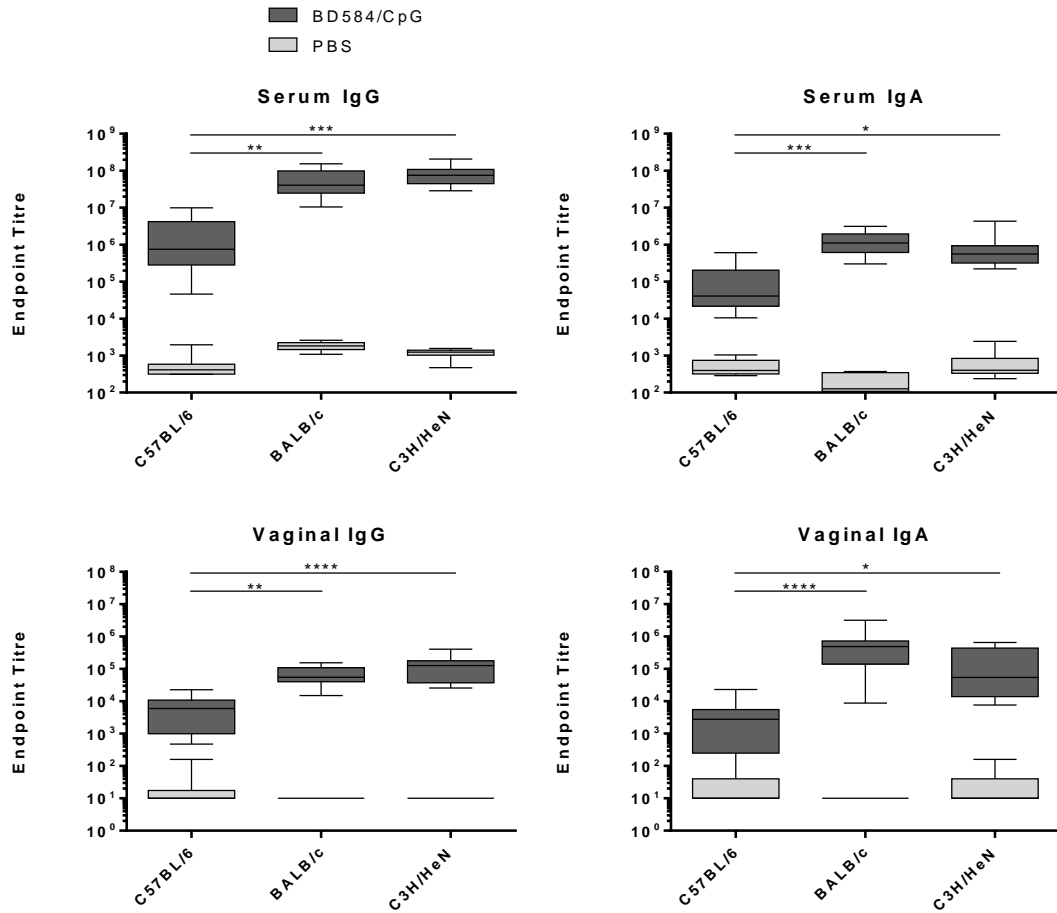 BD584/CpG
PBS
Serum IgG
Endpoint Titre
10⁹
10⁸
10⁷
10⁶
10⁵
10⁴
10³
10²
***
**
C57BL/6
BALB/c
C3H/HeN
Serum IgA
Endpoint Titre
10⁹
10⁸
10⁷
10⁶
10⁵
10⁴
10³
10²
*
***
C57BL/6
BALB/c
C3H/HeN
Vaginal IgG
Endpoint Titre
10⁸
10⁷
10⁶
10⁵
10⁴
10³
10²
10¹
10⁰
****
**
C57BL/6
BALB/c
C3H/HeN
Vaginal IgA
Endpoint Titre
10⁸
10⁷
10⁶
10⁵
10⁴
10³
10²
10¹
10⁰
*
****
C57BL/6
BALB/c
C3H/HeN